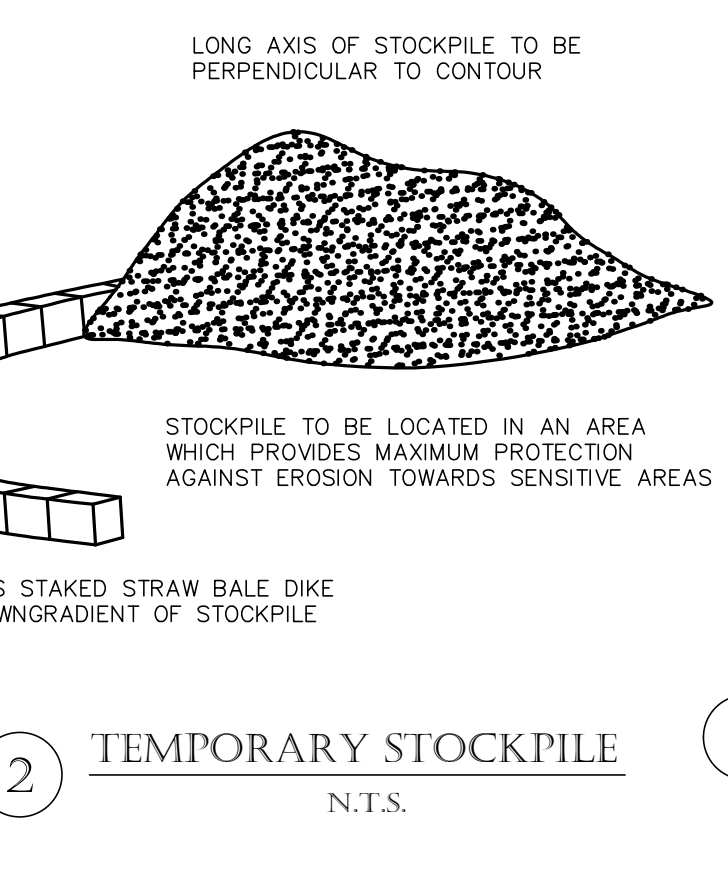 LONG AXIS OF STOCKPILE TO BE
PERPENDICULAR TO CONTOUR
STOCKPILE TO BE LOCATED IN AN AREA
WHICH PROVIDES MAXIMUM PROTECTION
AGAINST EROSION TOWARDS SENSITIVE AREAS
STAKED STRAW BALE DIKE
OF STOCKPILE
2 TEMPORARY STOCKPILE
N.T.S.